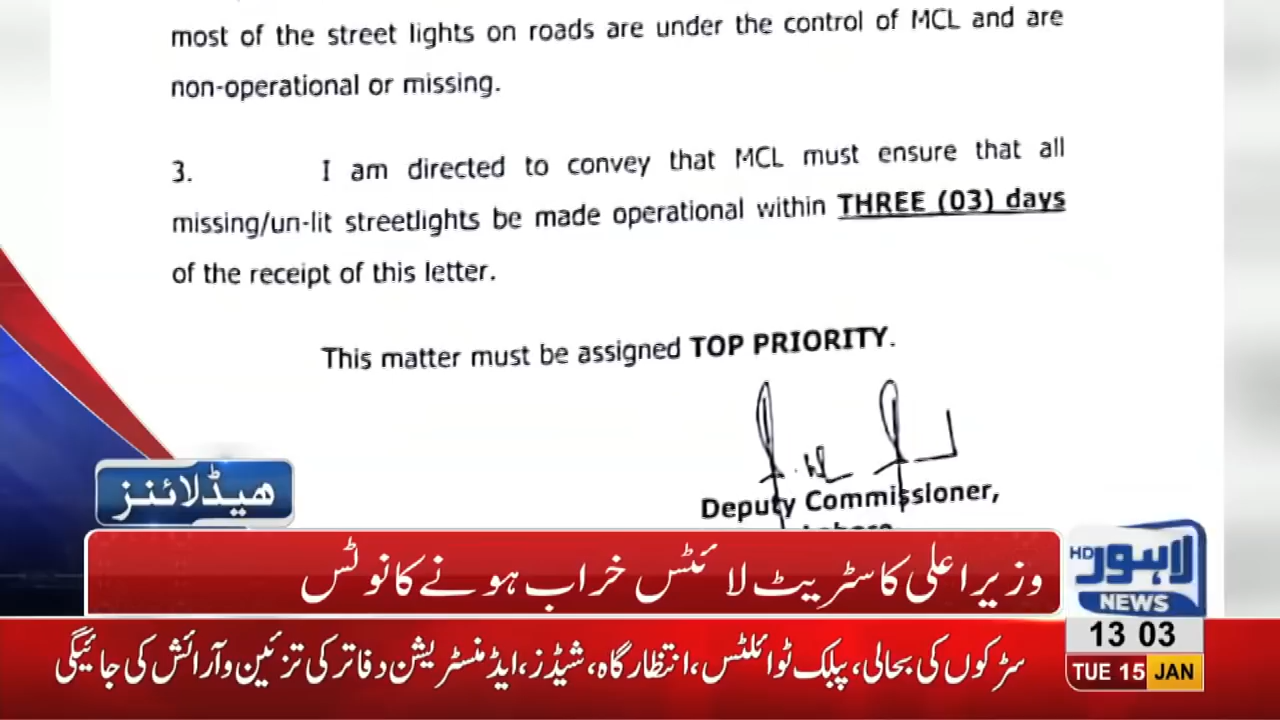 most of the street lights on roads are under the control of MCL and are
non-operational or missing.
3. I am directed to convey that MCL must ensure that all
missing/un-lit streetlights be made operational within THREE (03) days
of the receipt of this letter.
This matter must be assigned TOP PRIORITY.
Deputy Commissioner,
ھیڈلائنز
وزیراعلی کا سٹریٹ لائٹس خراب ہونے کا نوٹس
HD لاہور
NEWS
13 03
TUE 15 JAN
سڑکوں کی بحالی، پبلک ٹوائلٹس، انتظار گاہ، شیڈز، ایڈمنسٹریشن دفاتر کی تزئین و آرائش کی جائیگی